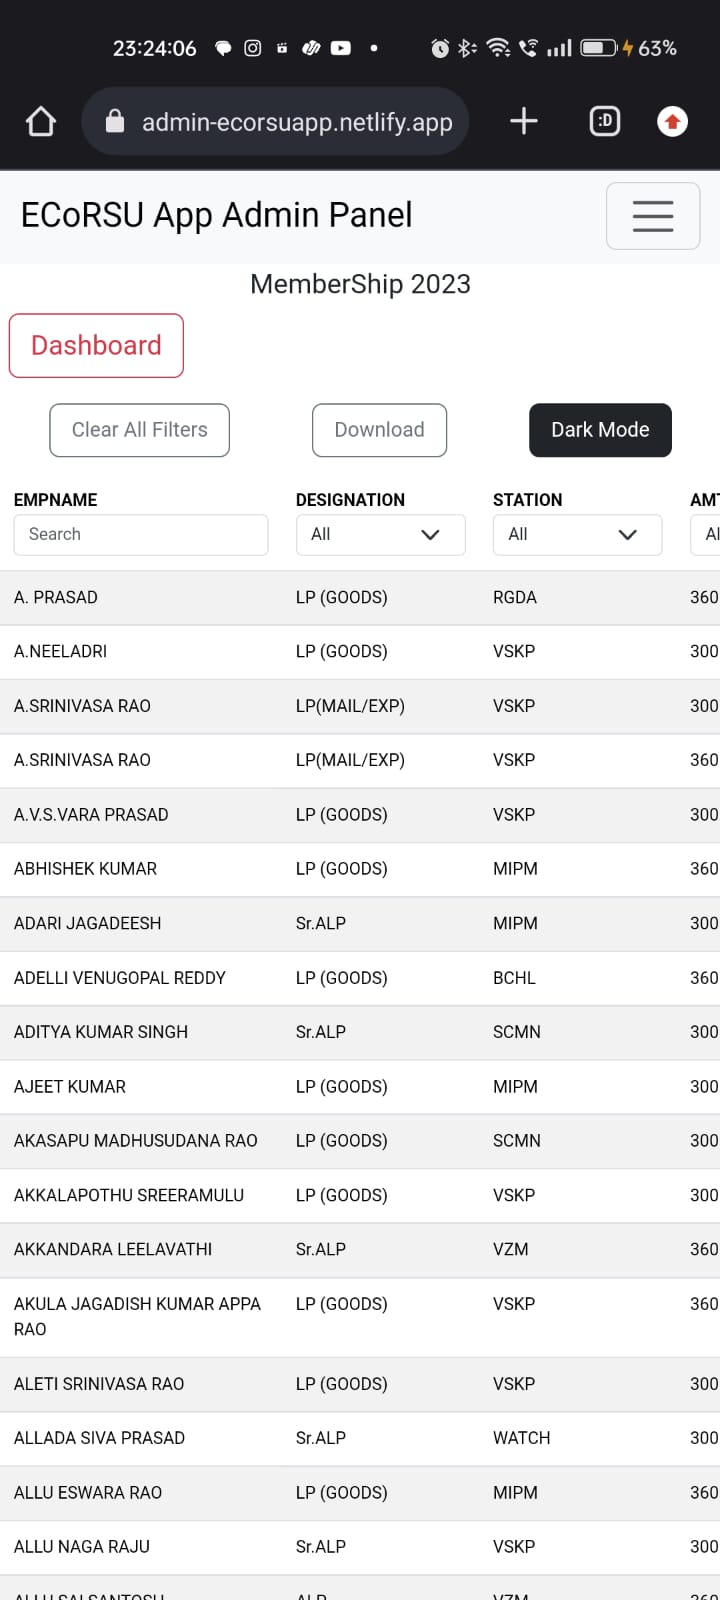 23:24:06 63%
admin-ecorsuapp.netlify.app :D
ECoRSU App Admin Panel
MemberShip 2023
Dashboard
Clear All Filters Download Dark Mode
EMPNAME DESIGNATION STATION
Search All All
A. PRASAD LP (GOODS) RGDA 360
A.NEELADRI LP (GOODS) VSKP 300
A.SRINIVASA RAO LP(MAIL/EXP) VSKP 300
A.SRINIVASA RAO LP(MAIL/EXP) VSKP 360
A.V.S.VARA PRASAD LP (GOODS) VSKP 300
ABHISHEK KUMAR LP (GOODS) MIPM 360
ADARI JAGADEESH Sr.ALP MIPM 300
ADELLI VENUGOPAL REDDY LP (GOODS) BCHL 360
ADITYA KUMAR SINGH Sr.ALP SCMN 300
AJEET KUMAR LP (GOODS) MIPM 300
AKASAPU MADHUSUDANA RAO LP (GOODS) SCMN 300
AKKALAPOTHU SREERAMULU LP (GOODS) VSKP 300
AKKANDARA LEELAVATHI Sr.ALP VZM 360
AKULA JAGADISH KUMAR APPA LP (GOODS) VSKP 360
RAO
ALETI SRINIVASA RAO LP (GOODS) VSKP 300
ALLADA SIVA PRASAD Sr.ALP WATCH 300
ALLU ESWARA RAO LP (GOODS) MIPM 360
ALLU NAGA RAJU Sr.ALP VSKP 300